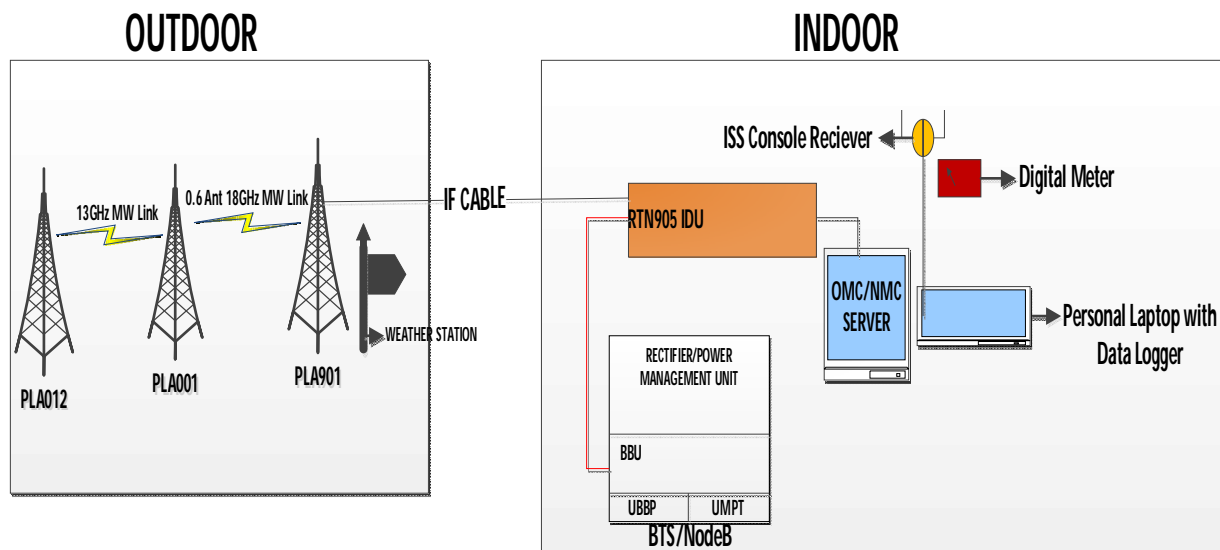 OUTDOOR
INDOOR
13GHz MW Link
0.6 Ant 18GHz MW Link
IF CABLE
WEATHER STATION
PLA012
PLA001
PLA901
ISS Console Reciever
Digital Meter
RTN905 IDU
OMC/NMC
SERVER
Personal Laptop with
Data Logger
RECTIFIER/POWER
MANAGEMENT UNIT
BBU
UBBP
UMPT
BTS/NodeB